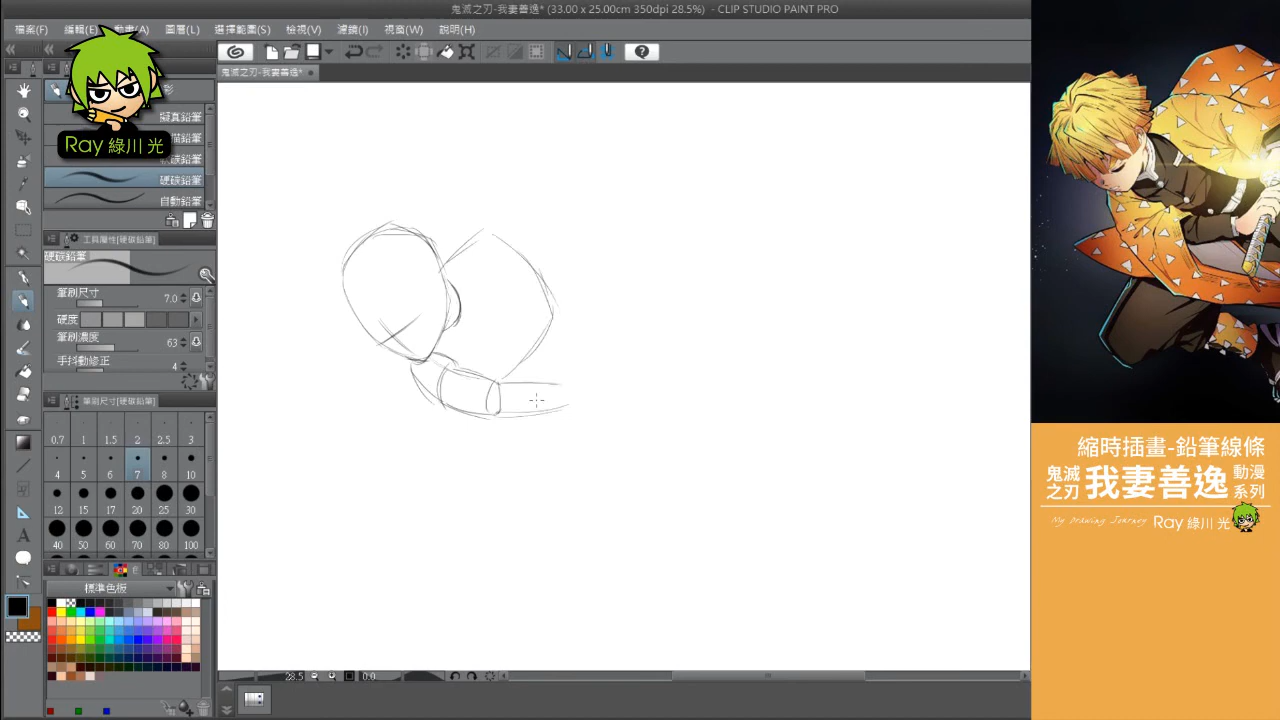 鬼滅之刃-我妻善逸* (33.00 x 25.00cm 350dpi 28.5%) - CLIP STUDIO PAINT PRO
檔案(F) 編輯(E) 圖層(L) 選擇範圍(S) 檢視(V) 濾鏡(I) 視窗(W) 說明(H)
鬼滅之刃-我妻善逸*
Ray 綠川 光
擬真鉛筆
硬碳鉛筆
自動鉛筆
工具屬性[硬碳鉛筆]
硬碳鉛筆
筆刷尺寸 7.0
硬度
筆刷濃度 63
手抖動修正 4
筆刷尺寸[硬碳鉛筆]
0.7 1 1.5 2 2.5 3
4 5 6 7 8 10
12 15 17 20 25 30
40 50 60 70 80 100
標準色板
28.5 0.0
縮時插畫-鉛筆線條
鬼滅之刃 我妻善逸 動漫系列
My Drawing Journey Ray 綠川 光